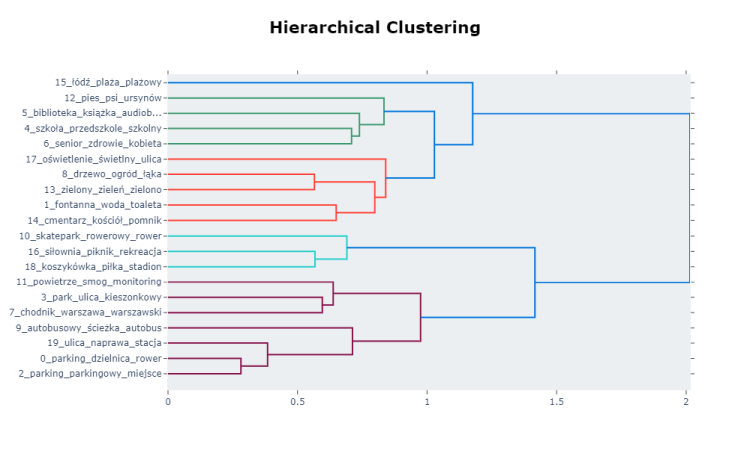 Hierarchical Clustering
15_łódź_plaża_plażowy
12_pies_psi_ursynów
5_biblioteka_książka_audiob...
4_szkoła_przedszkole_szkolny
6_senior_zdrowie_kobieta
17_oświetlenie_świetlny_ulica
8_drzewo_ogród_łąka
13_zielony_zieleń_zielono
1_fontanna_woda_toaleta
14_cmentarz_kościół_pomnik
10_skatepark_rowerowy_rower
16_siłownia_piknik_rekreacja
18_koszykówka_piłka_stadion
11_powietrze_smog_monitoring
3_park_ulica_kieszonkowy
7_chodnik_warszawa_warszawski
9_autobusowy_ścieżka_autobus
19_ulica_naprawa_stacja
0_parking_dzielnica_rower
2_parking_parkingowy_miejsce
0 0.5 1 1.5 2